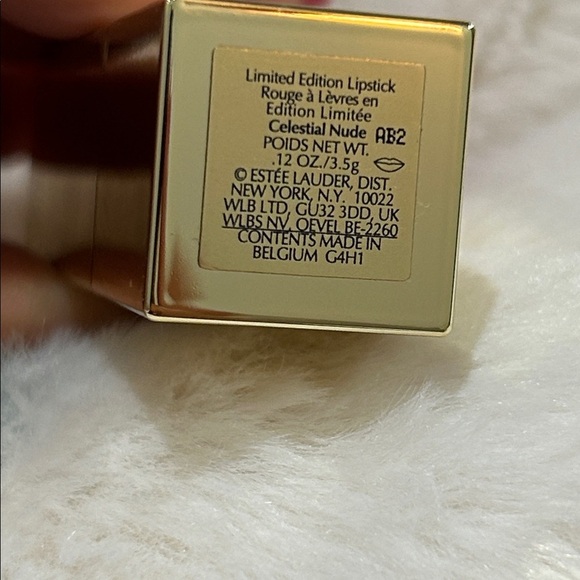 Limited Edition Lipstick
Rouge à Lèvres en
Edition Limitée
Celestial Nude AB2
POIDS NET WT.
.12 OZ./3.5g
© ESTÉE LAUDER, DIST.
NEW YORK, N.Y. 10022
WLB LTD, GU32 3DD, UK
WLBS NV, OEVEL BE-2260
CONTENTS MADE IN
BELGIUM G4H1